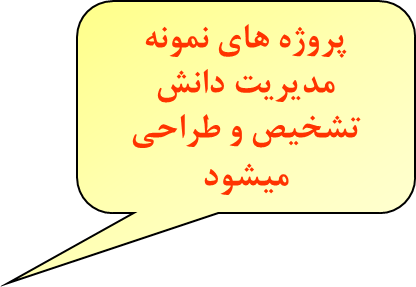 پروژه های نمونه
مدیریت دانش
تشخیص و طراحی
میشود